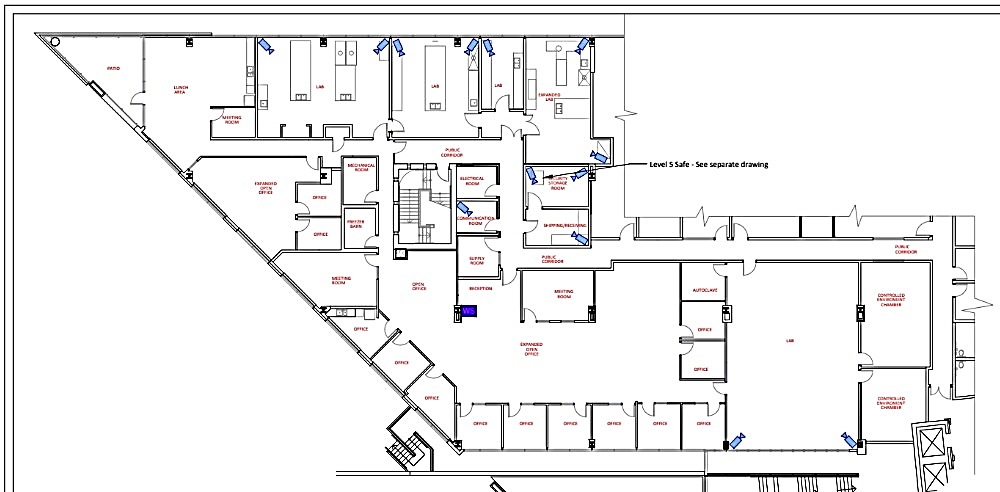 PATIO
LUNCH
AREA
MEETING
ROOM
LAB
LAB
LAB
EXPANDED
LAB
PUBLIC
CORRIDOR
Level 5 Safe - See separate drawing
MECHANICAL
ROOM
EXPANDED
OPEN
OFFICE
OFFICE
OFFICE
FREEZER
BARN
ELECTRICAL
ROOM
COMMUNICATION
ROOM
SECURITY
STORAGE
ROOM
SHIPPING/RECEIVING
SUPPLY
ROOM
PUBLIC
CORRIDOR
PUBLIC
CORRIDOR
MEETING
ROOM
OPEN
OFFICE
RECEPTION
MEETING
ROOM
AUTOCLAVE
CONTROLLED
ENVIROMENT
CHAMBER
WS
OFFICE
OFFICE
OFFICE
EXPANDED
OPEN
OFFICE
OFFICE
OFFICE
LAB
CONTROLLED
ENVIROMENT
CHAMBER
OFFICE
OFFICE
OFFICE
OFFICE
OFFICE
OFFICE